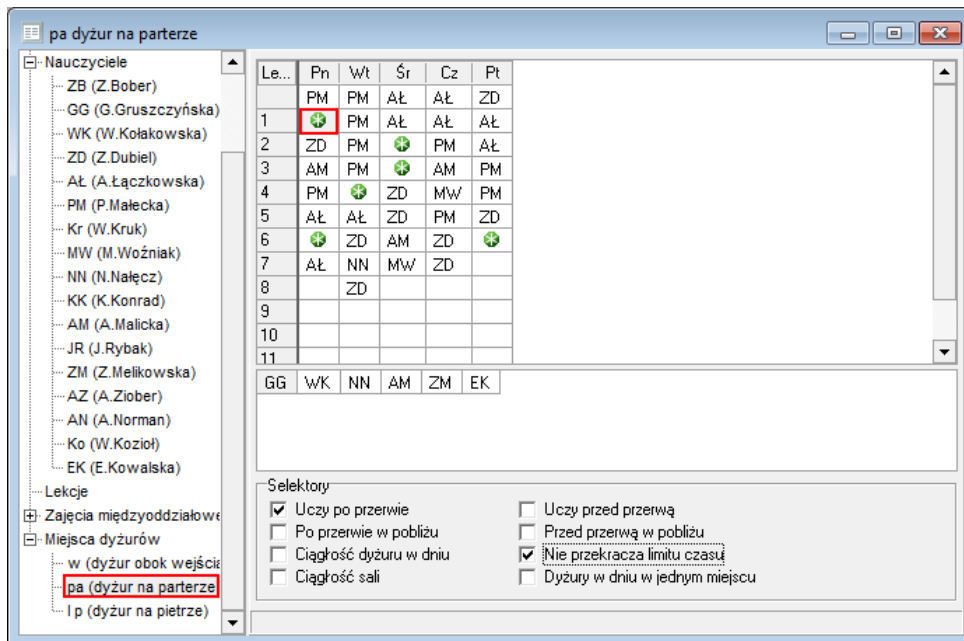 pa dyżur na parterze
Nauczyciele
ZB (Z.Bober)
GG (G.Gruszczyńska)
WK (W.Kołakowska)
ZD (Z.Dubiel)
AŁ (A.Łączkowska)
PM (P.Małecka)
Kr (W.Kruk)
MW (M.Woźniak)
NN (N.Nałęcz)
KK (K.Konrad)
AM (A.Malicka)
JR (J.Rybak)
ZM (Z.Melikowska)
AZ (A.Ziober)
AN (A.Norman)
Ko (W.Kozioł)
EK (E.Kowalska)
Lekcje
Zajęcia międzyoddziałowe
Miejsca dyżurów
w (dyżur obok wejścia
pa (dyżur na parterze
I p (dyżur na pietrze)
Le... Pn Wt Śr Cz Pt
PM PM AŁ AŁ ZD
1 PM AŁ AŁ AŁ
2 ZD PM PM AŁ
3 AM PM AM PM
4 PM ZD MW PM
5 AŁ AŁ ZD PM ZD
6 ZD AM ZD
7 AŁ NN MW ZD
8 ZD
9
10
11
GG WK NN AM ZM EK
Selektory
Uczy po przerwie Uczy przed przerwą
Po przerwie w pobliżu Przed przerwą w pobliżu
Ciągłość dyżuru w dniu Nie przekracza limitu czasu
Ciągłość sali Dyżury w dniu w jednym miejscu